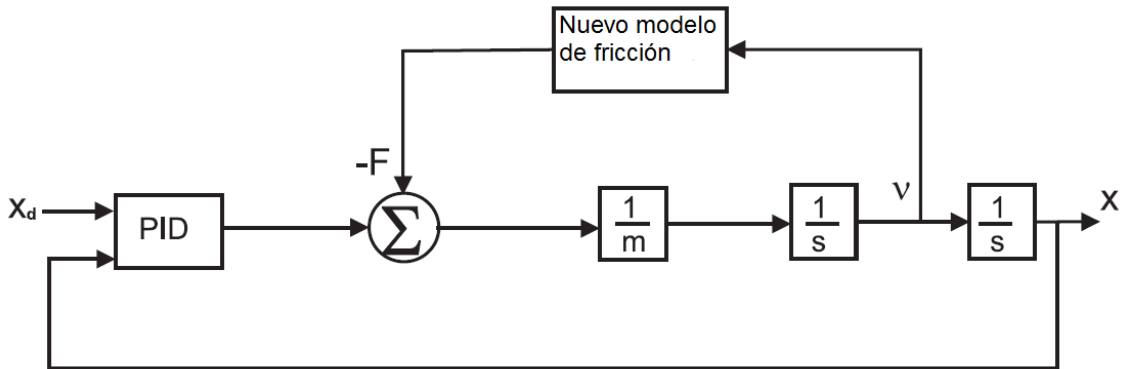 Nuevo modelo
de fricción
-F
X_d
PID
Σ
1
m
1
s
ν
1
s
X